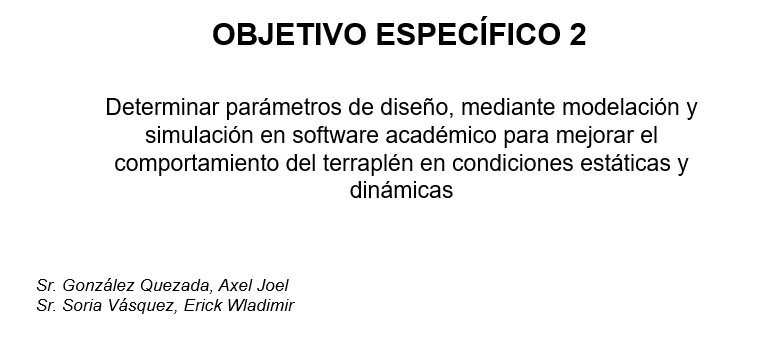 OBJETIVO ESPECÍFICO 2
Determinar parámetros de diseño, mediante modelación y
simulación en software académico para mejorar el
comportamiento del terraplén en condiciones estáticas y
dinámicas
Sr. González Quezada, Axel Joel
Sr. Soria Vásquez, Erick Wladimir